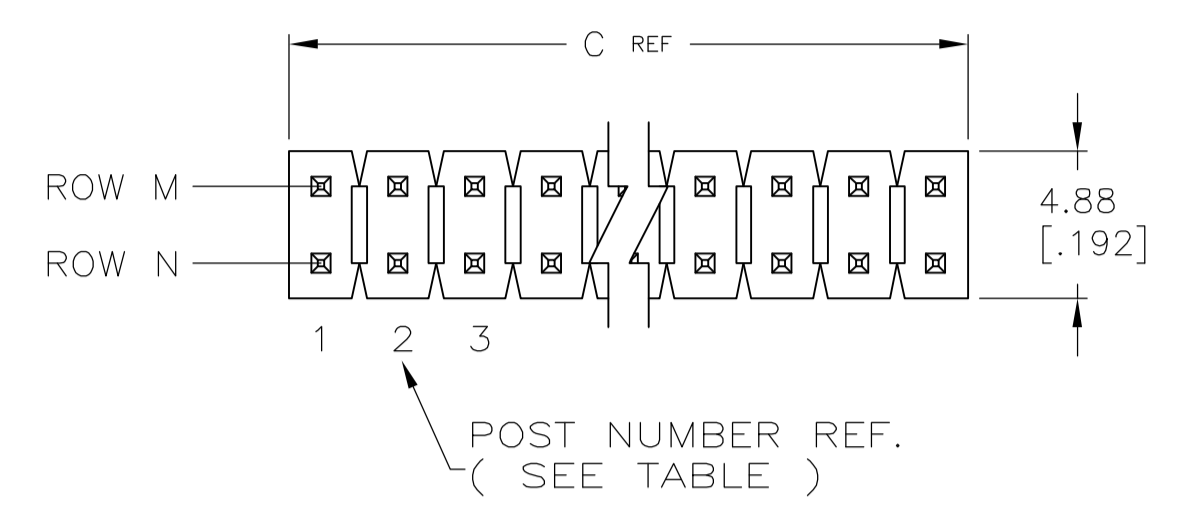 C REF
ROW M
ROW N
4.88
[.192]
1 2 3
POST NUMBER REF.
( SEE TABLE )